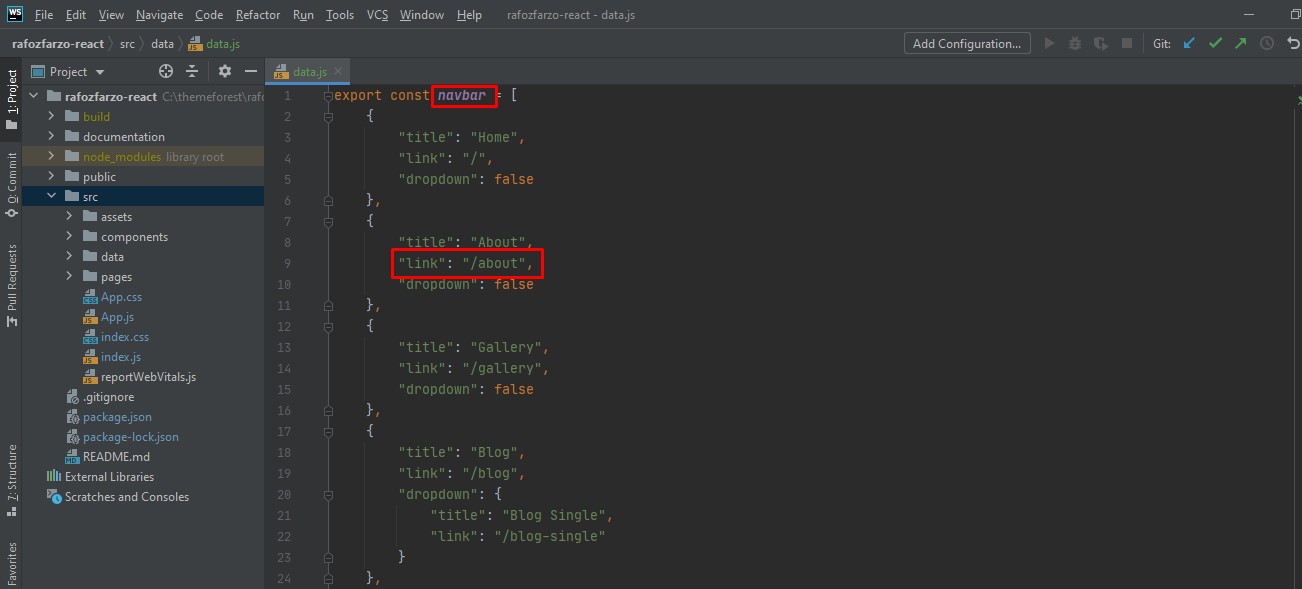 WS File Edit View Navigate Code Refactor Run Tools VCS Window Help rafozfarzo-react - data.js
rafozfarzo-react src data data.js Add Configuration... Git:
1: Project
0: Commit
Pull Requests
7: Structure
Favorites
Project
rafozfarzo-react C:\themeforest\rafo
build
documentation
node_modules library root
public
src
assets
components
data
pages
App.css
App.js
index.css
index.js
reportWebVitals.js
.gitignore
package.json
package-lock.json
README.md
External Libraries
Scratches and Consoles
data.js
1 export const navbar = [
2 {
3 "title": "Home",
4 "link": "/",
5 "dropdown": false
6 },
7 {
8 "title": "About",
9 "link": "/about",
10 "dropdown": false
11 },
12 {
13 "title": "Gallery",
14 "link": "/gallery",
15 "dropdown": false
16 },
17 {
18 "title": "Blog",
19 "link": "/blog",
20 "dropdown": {
21 "title": "Blog Single",
22 "link": "/blog-single"
23 }
24 },